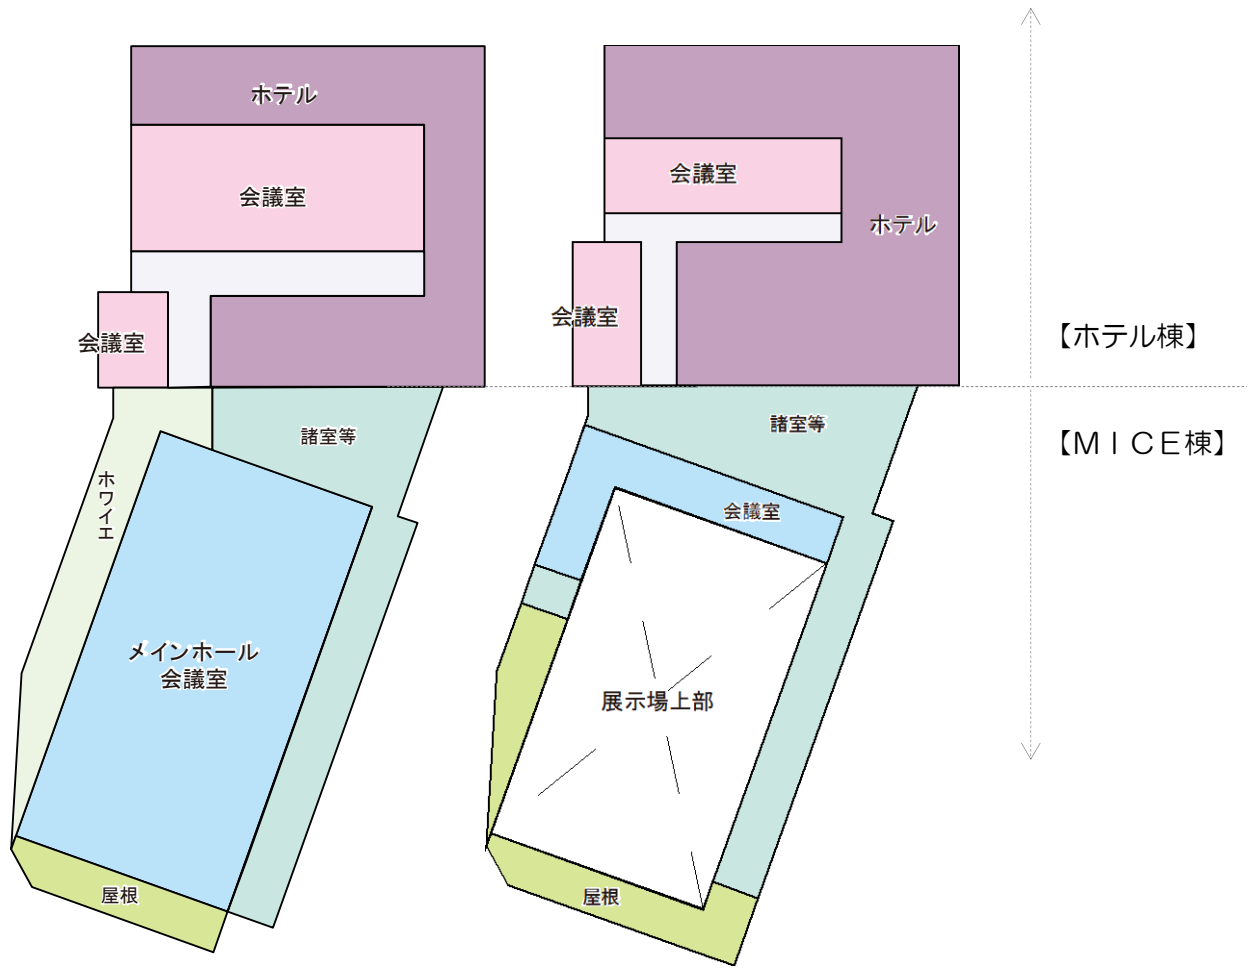 ホテル
会議室
会議室
諸室等
ホワイエ
メインホール
会議室
屋根
会議室
ホテル
会議室
諸室等
会議室
展示場上部
屋根
【ホテル棟】
【ＭＩＣＥ棟】